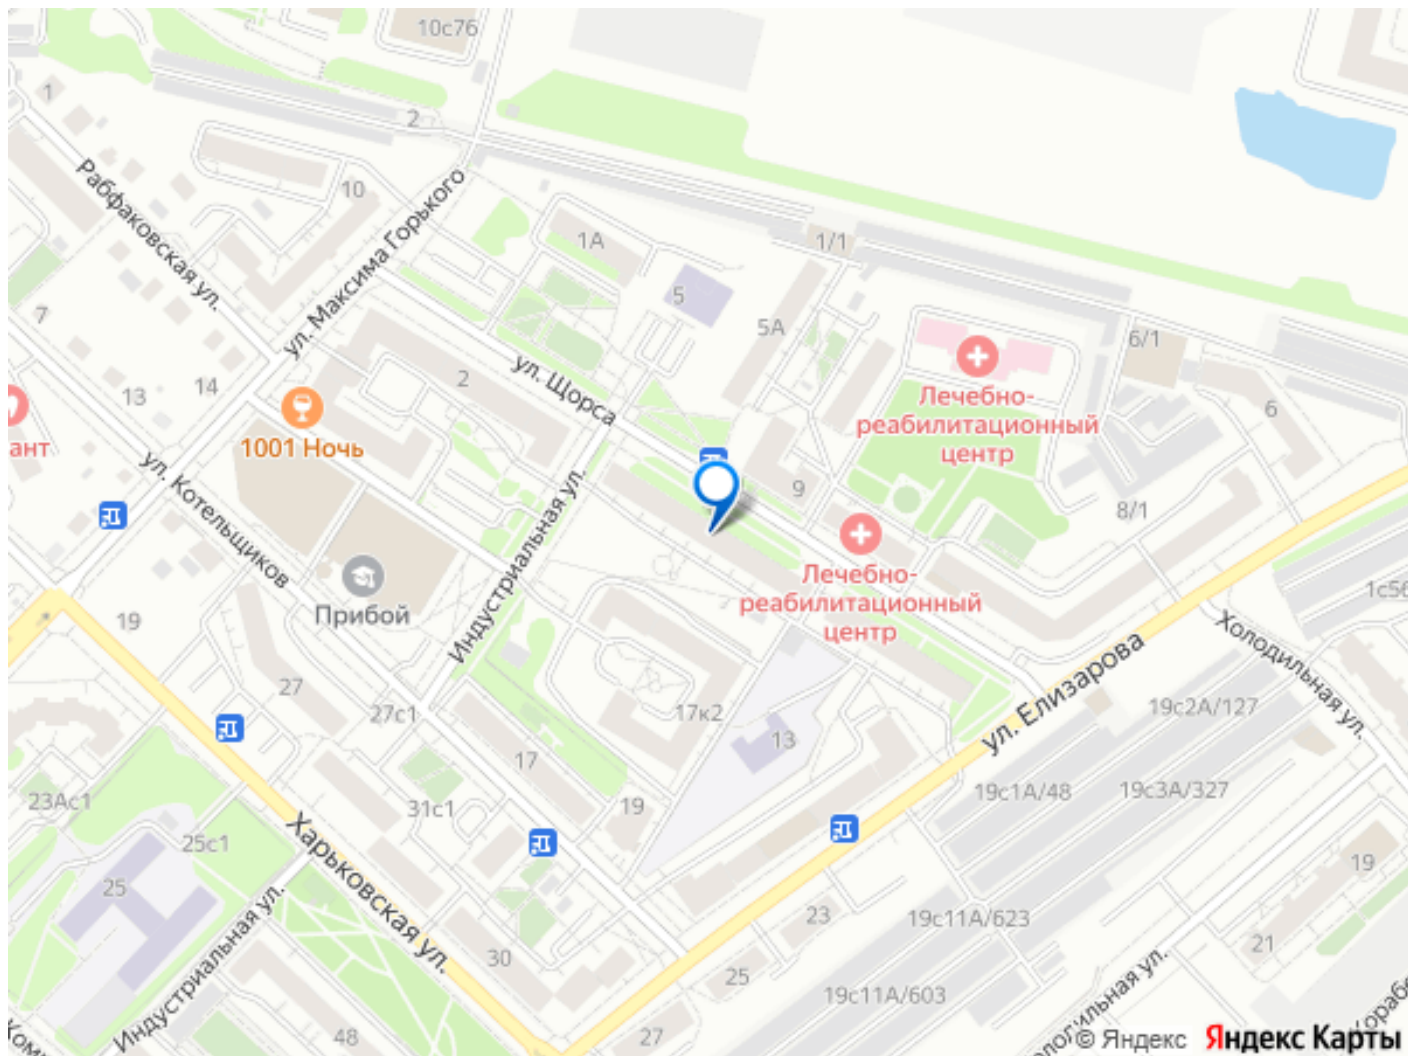 10с76
1
2
Рабфаковская ул.
10
ул. Максима Горького
1А
1/1
5
5А
6/1
7
ул. Щорса
2
14
13
Лечебно-
реабилитационный
центр
6
1001 Ночь
ант
ул. Котельщиков
9
8/1
Индустриальная ул.
Лечебно-
реабилитационный
центр
Прибой
1с56
19
Холодильная ул.
ул. Елизарова
27
27с1
17к2
13
19с2А/127
17
19с1А/48
19с3А/327
23Ас1
31с1
19
25с1
Харьковская ул.
25
19
23
19с11А/623
Индустриальная ул.
21
30
25
19с11А/603
48
27
Ком
ологильная ул.
Кораб
© Яндекс Яндекс Карты